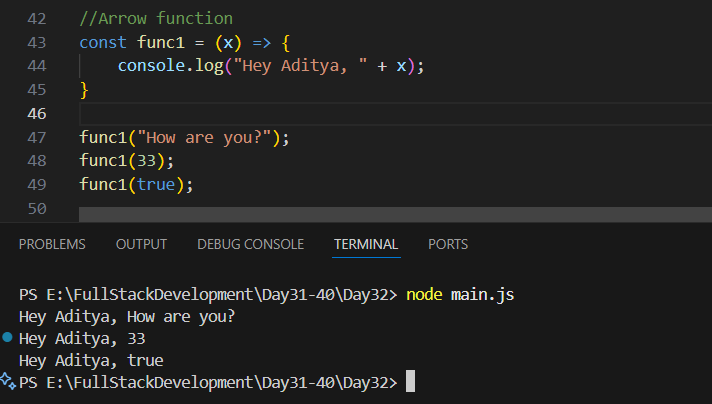 42 //Arrow function
43 const func1 = (x) => {
44     console.log("Hey Aditya, " + x);
45 }
46
47 func1("How are you?");
48 func1(33);
49 func1(true);
50
PROBLEMS OUTPUT DEBUG CONSOLE TERMINAL PORTS
PS E:\FullStackDevelopment\Day31-40\Day32> node main.js
Hey Aditya, How are you?
Hey Aditya, 33
Hey Aditya, true
PS E:\FullStackDevelopment\Day31-40\Day32>